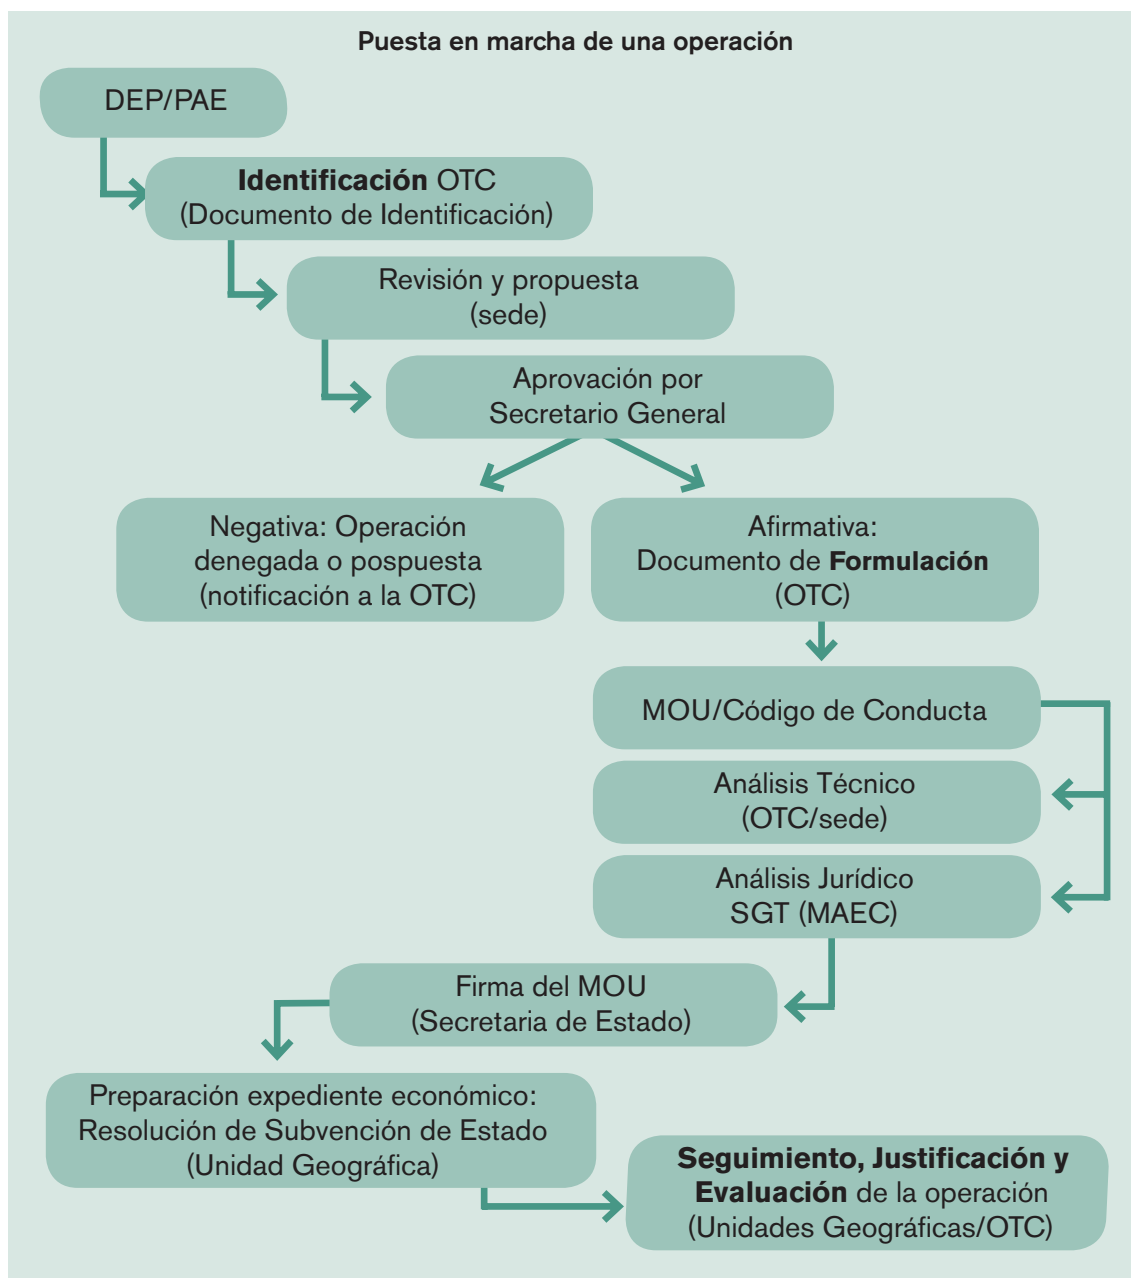 Puesta en marcha de una operación
DEP/PAE
Identificación OTC
(Documento de Identificación)
Revisión y propuesta
(sede)
Aprovación por
Secretario General
Negativa: Operación
denegada o pospuesta
(notificación a la OTC)
Afirmativa:
Documento de Formulación
(OTC)
MOU/Código de Conducta
Análisis Técnico
(OTC/sede)
Análisis Jurídico
SGT (MAEC)
Firma del MOU
(Secretaria de Estado)
Preparación expediente económico:
Resolución de Subvención de Estado
(Unidad Geográfica)
Seguimiento, Justificación y
Evaluación de la operación
(Unidades Geográficas/OTC)